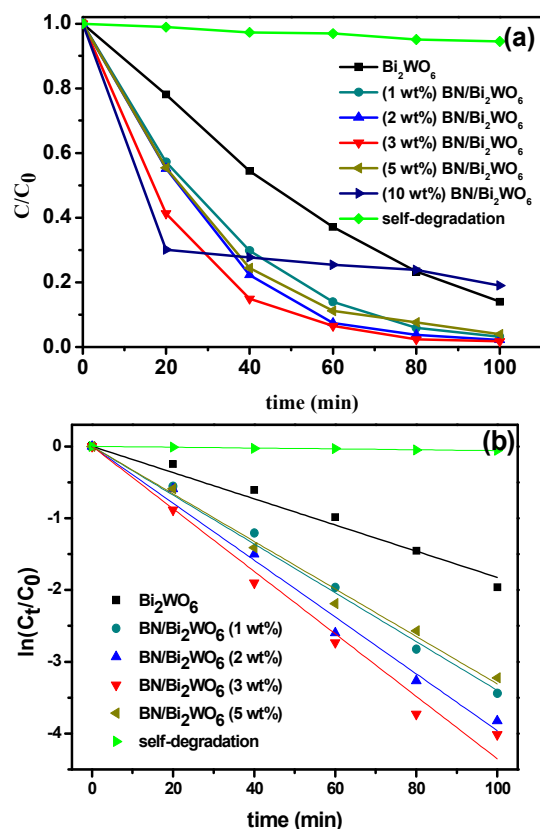 (a)
Bi₂WO₆
(1 wt%) BN/Bi₂WO₆
(2 wt%) BN/Bi₂WO₆
(3 wt%) BN/Bi₂WO₆
(5 wt%) BN/Bi₂WO₆
(10 wt%) BN/Bi₂WO₆
self-degradation
C/C₀
1.0
0.8
0.6
0.4
0.2
0.0
0 20 40 60 80 100
time (min)
(b)
ln(Cₜ/C₀)
0
-1
-2
-3
-4
Bi₂WO₆
BN/Bi₂WO₆ (1 wt%)
BN/Bi₂WO₆ (2 wt%)
BN/Bi₂WO₆ (3 wt%)
BN/Bi₂WO₆ (5 wt%)
self-degradation
0 20 40 60 80 100
time (min)